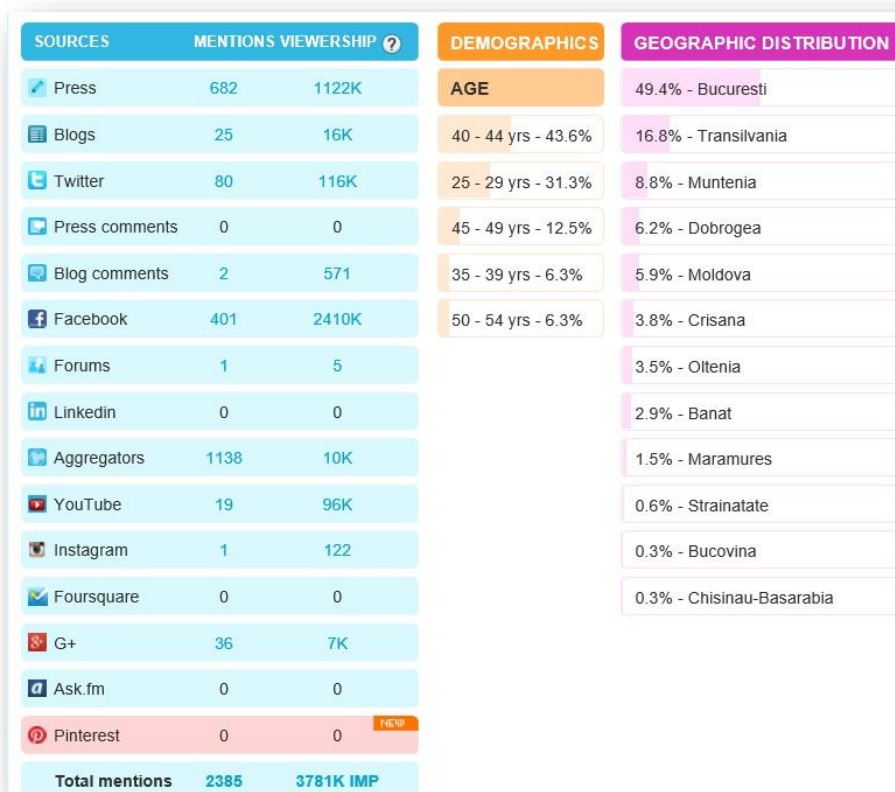 SOURCES MENTIONS VIEWERSHIP ?
Press 682 1122K
Blogs 25 16K
Twitter 80 116K
Press comments 0 0
Blog comments 2 571
Facebook 401 2410K
Forums 1 5
Linkedin 0 0
Aggregators 1138 10K
YouTube 19 96K
Instagram 1 122
Foursquare 0 0
G+ 36 7K
Ask.fm 0 0
NEW
Pinterest 0 0
Total mentions 2385 3781K IMP
DEMOGRAPHICS
AGE
40 - 44 yrs - 43.6%
25 - 29 yrs - 31.3%
45 - 49 yrs - 12.5%
35 - 39 yrs - 6.3%
50 - 54 yrs - 6.3%
GEOGRAPHIC DISTRIBUTION
49.4% - Bucuresti
16.8% - Transilvania
8.8% - Muntenia
6.2% - Dobrogea
5.9% - Moldova
3.8% - Crisana
3.5% - Oltenia
2.9% - Banat
1.5% - Maramures
0.6% - Strainatate
0.3% - Bucovina
0.3% - Chisinau-Basarabia